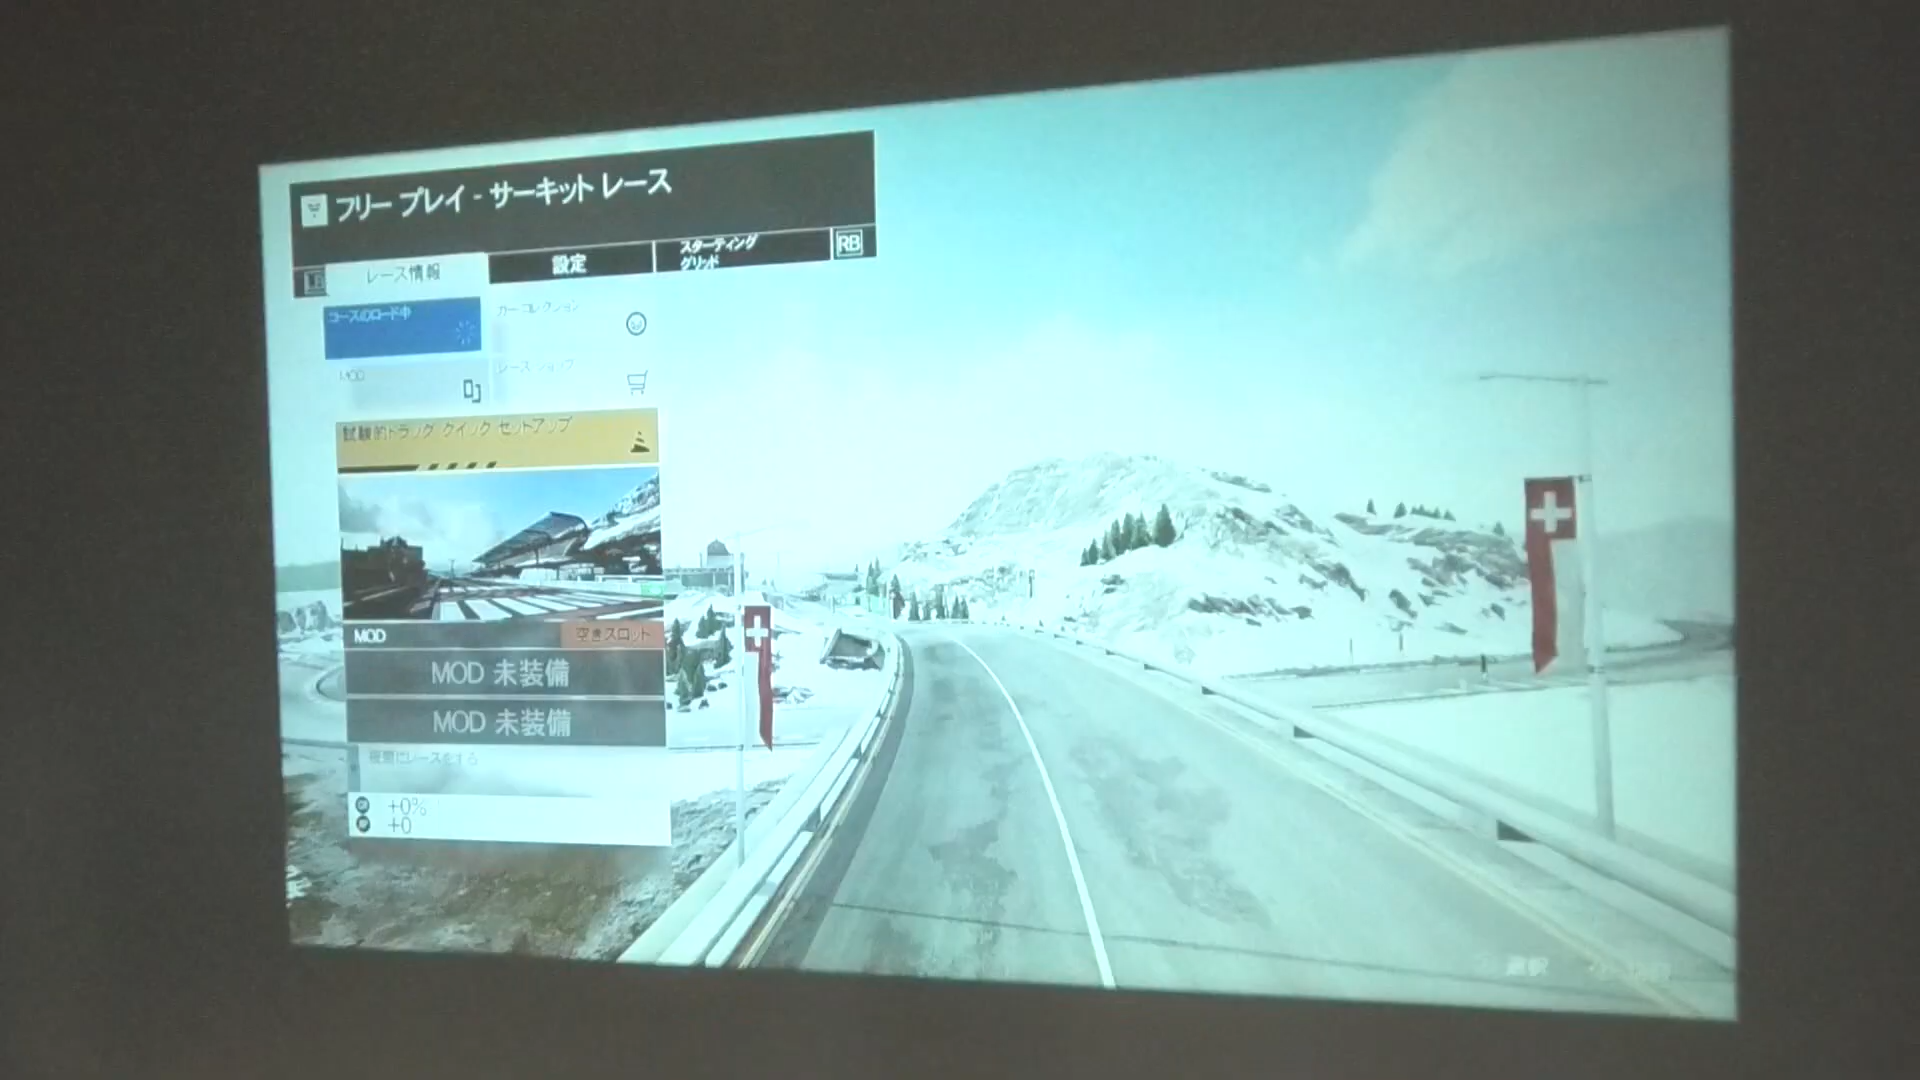 フリー プレイ - サーキット レース
レース情報
設定
スターティング
グリッド
RB
コースのロード中
カー コレクション
MOD
レース ショップ
試験的ドラッグ クイック セットアップ
MOD
空きスロット
MOD 未装備
MOD 未装備
+0%
+0
選択